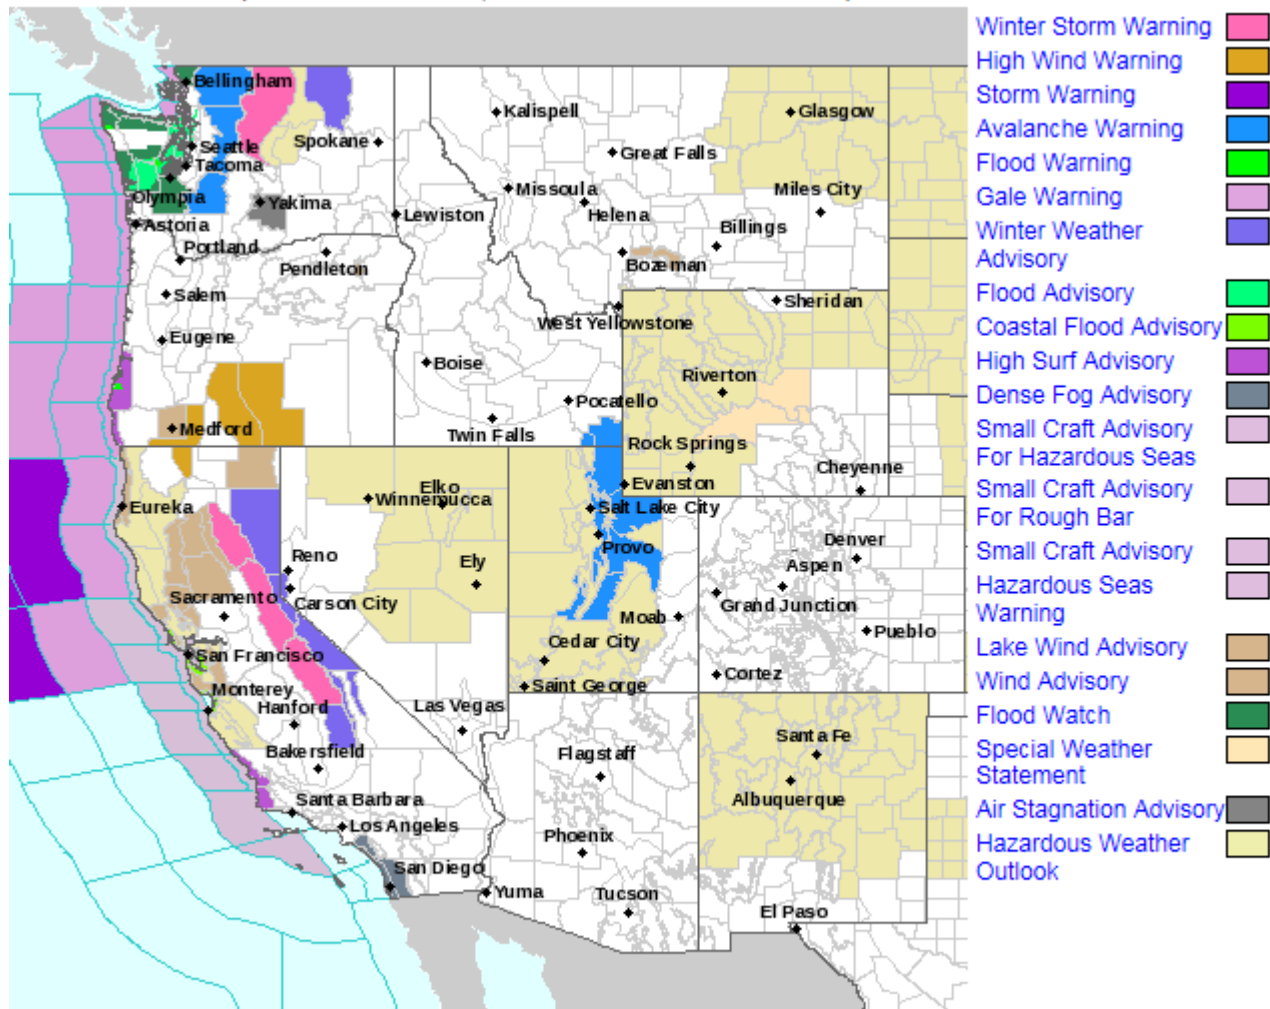 Bellingham
Seattle
Tacoma
Olympia
Spokane
Yakima
Astoria
Portland
Pendleton
Lewiston
Salem
Eugene
Medford
Kalispell
Great Falls
Glasgow
Missoula
Helena
Miles City
Billings
Bozeman
West Yellowstone
Sheridan
Boise
Pocatello
Twin Falls
Riverton
Rock Springs
Cheyenne
Evanston
Eureka
Elko
Winnemucca
Salt Lake City
Provo
Reno
Ely
Carson City
Sacramento
Denver
Aspen
Grand Junction
Moab
Pueblo
San Francisco
Cedar City
Cortez
Saint George
Monterey
Hanford
Las Vegas
Bakersfield
Flagstaff
Santa Fe
Albuquerque
Santa Barbara
Los Angeles
Phoenix
San Diego
Yuma
Tucson
El Paso
Winter Storm Warning
High Wind Warning
Storm Warning
Avalanche Warning
Flood Warning
Gale Warning
Winter Weather
Advisory
Flood Advisory
Coastal Flood Advisory
High Surf Advisory
Dense Fog Advisory
Small Craft Advisory
For Hazardous Seas
Small Craft Advisory
For Rough Bar
Small Craft Advisory
Hazardous Seas
Warning
Lake Wind Advisory
Wind Advisory
Flood Watch
Special Weather
Statement
Air Stagnation Advisory
Hazardous Weather
Outlook